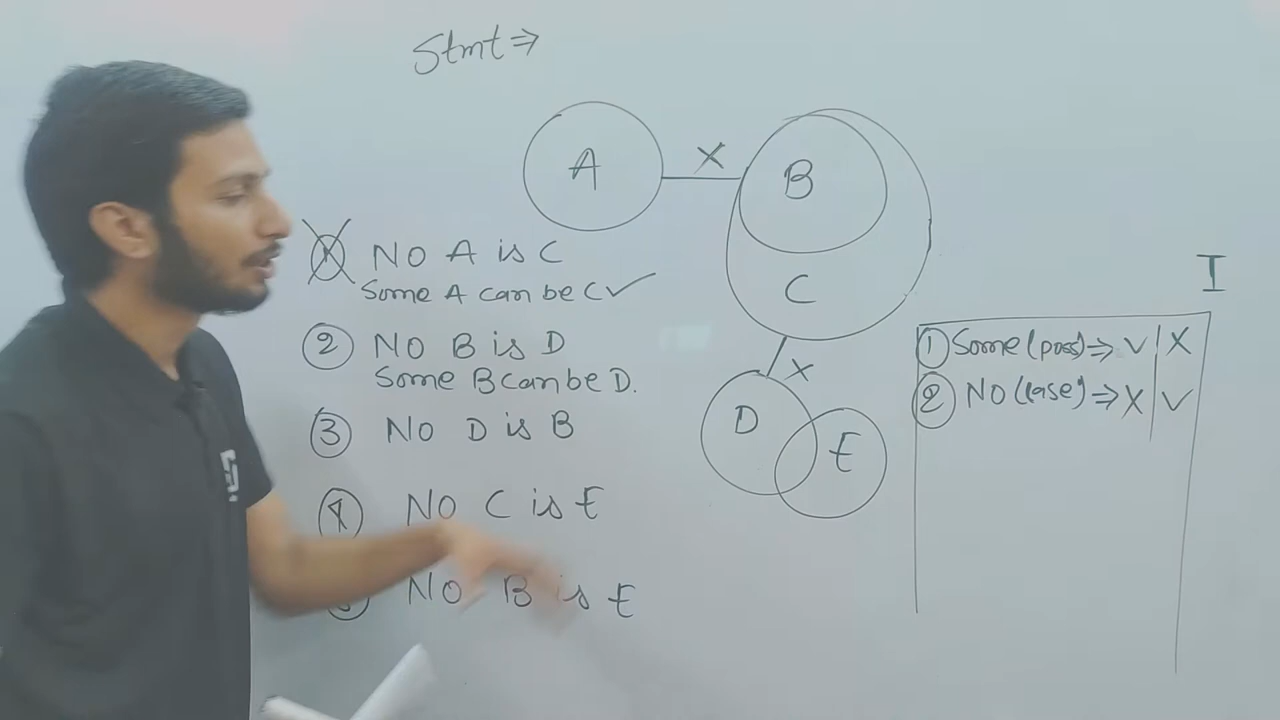 Stmt ⇒
A X B
C
X
D E
① No A is C
Some A can be C ✓
② No B is D
Some B can be D.
③ No D is B
④ No C is E
No B is E
I
① Some (poss) ⇒ ✓ | X
② No (case) ⇒ X | ✓